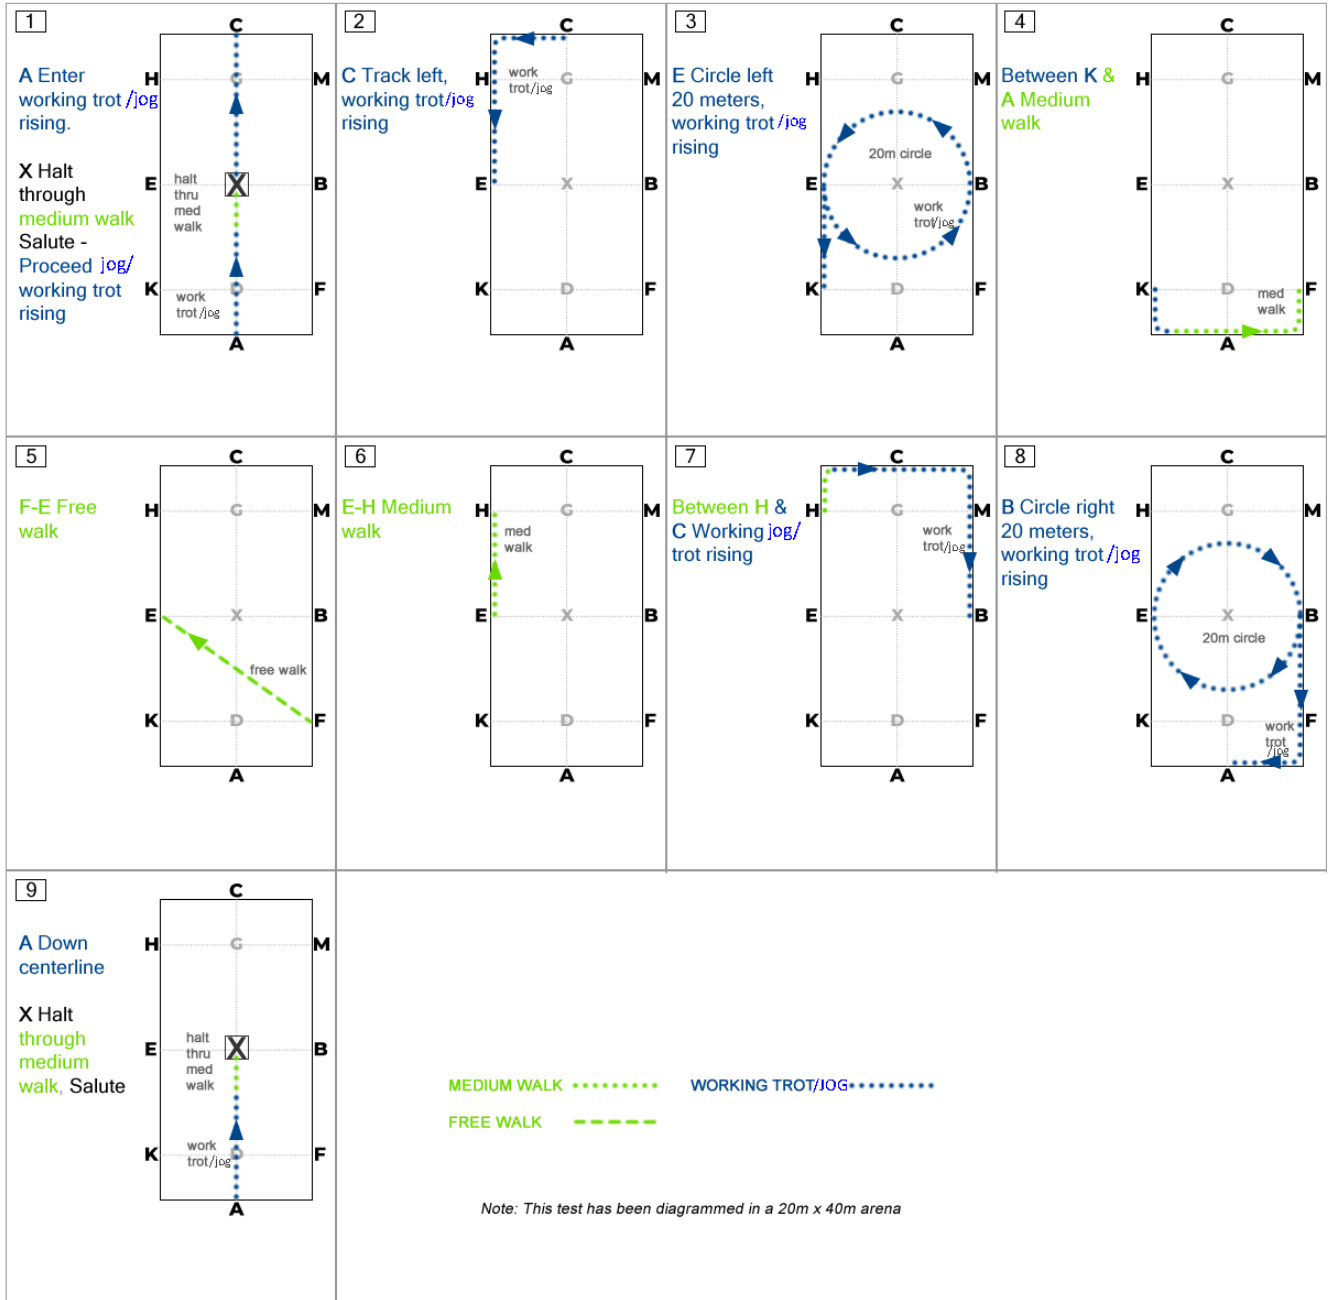 1
A Enter
working trot /jog
rising.
X Halt
through
medium walk
Salute -
Proceed jog/
working trot
rising
C
H G M
halt
thru
med
walk
E X B
work
trot/jog
K D F
A
2
C Track left,
working trot/jog
rising
C
work
trot/jog
H G M
E X B
K D F
A
3
E Circle left
20 meters,
working trot /jog
rising
C
H G M
20m circle
E X B
work
trot/jog
K D F
A
4
Between K &
A Medium
walk
C
H G M
E X B
K D F
med
walk
A
5
F-E Free
walk
C
H G M
E X B
free walk
K D F
A
6
E-H Medium
walk
C
H G M
med
walk
E X B
K D F
A
7
Between H &
C Working jog/
trot rising
C
H G M
work
trot/jog
E X B
K D F
A
8
B Circle right
20 meters,
working trot /jog
rising
C
H G M
E X B
20m circle
K D F
work
trot
/jog
A
9
A Down
centerline
X Halt
through
medium
walk, Salute
C
H G M
halt
thru
med
walk
E X B
work
trot/jog
K D F
A
MEDIUM WALK
WORKING TROT/JOG
FREE WALK
Note: This test has been diagrammed in a 20m x 40m arena